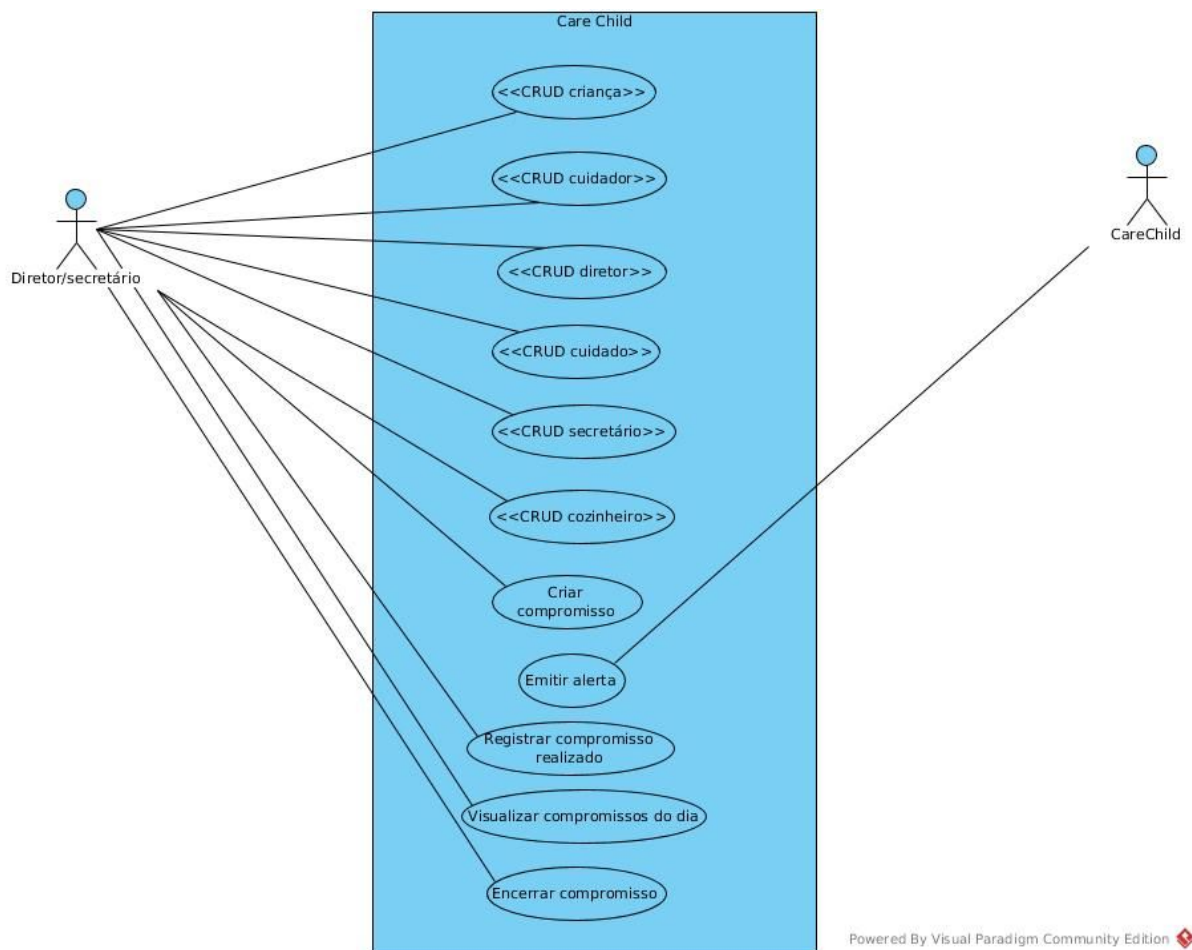 Care Child
<<CRUD criança>>
<<CRUD cuidador>>
Diretor/secretário
CareChild
<<CRUD diretor>>
<<CRUD cuidado>>
<<CRUD secretário>>
<<CRUD cozinheiro>>
Criar
compromisso
Emitir alerta
Registrar compromisso
realizado
Visualizar compromissos do dia
Encerrar compromisso
Powered By Visual Paradigm Community Edition